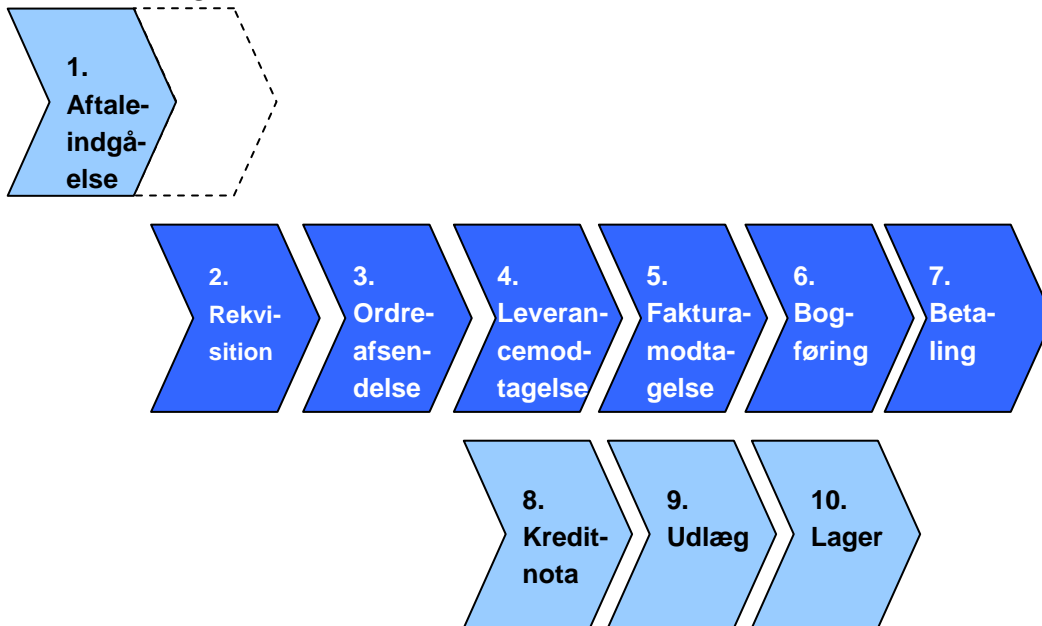 1.
Aftale-
indgå-
else
2.
Rekvi-
sition
3.
Ordre-
afsen-
delse
4.
Leveran-
cemod-
tagelse
5.
Faktura-
modta-
gelse
6.
Bog-
føring
7.
Beta-
ling
8.
Kredit-
nota
9.
Udlæg
10.
Lager